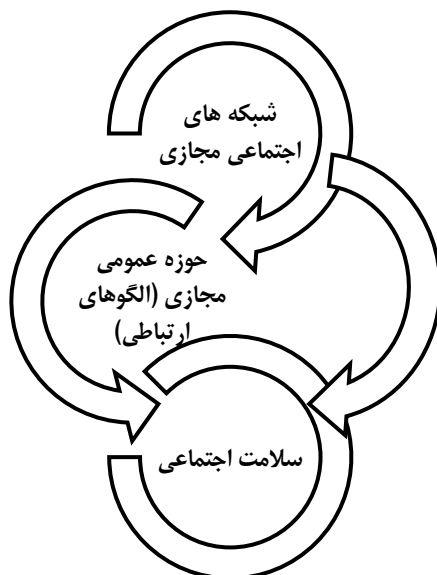 شبکه های
اجتماعی مجازی
حوزه عمومی
مجازی (الگوهای
ارتباطی)
سلامت اجتماعی